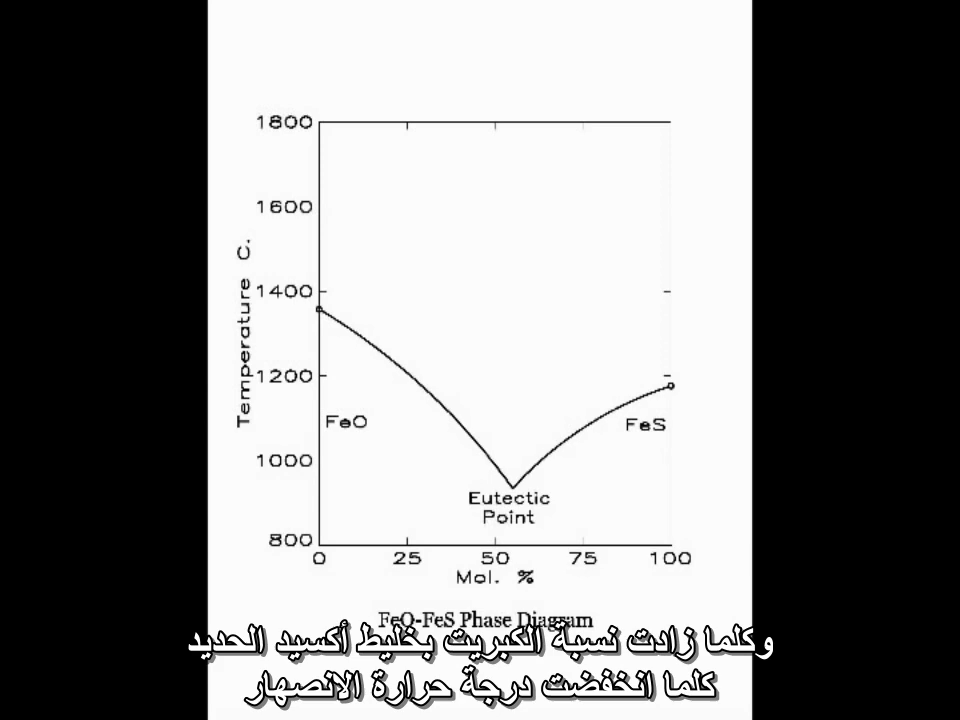 1800
1600
1400
1200
1000
800
Temperature C.
FeO
FeS
Eutectic
Point
0 25 50 75 100
Mol. %
FeO-FeS Phase Diagram
وكلما زادت نسبة الكبريت بخليط أكسيد الحديد
كلما انخفضت درجة حرارة الانصهار